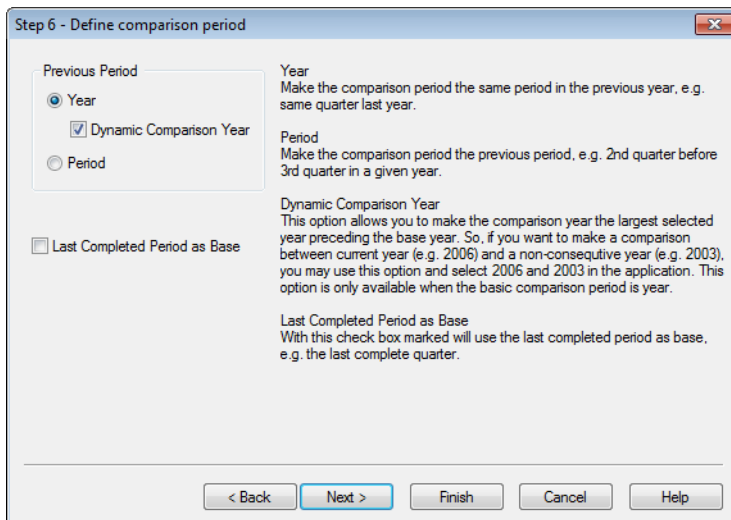 Step 6 - Define comparison period
Previous Period
Year
Dynamic Comparison Year
Period
Last Completed Period as Base
Year
Make the comparison period the same period in the previous year, e.g.
same quarter last year.
Period
Make the comparison period the previous period, e.g. 2nd quarter before
3rd quarter in a given year.
Dynamic Comparison Year
This option allows you to make the comparison year the largest selected
year preceding the base year. So, if you want to make a comparison
between current year (e.g. 2006) and a non-consequtive year (e.g. 2003),
you may use this option and select 2006 and 2003 in the application. This
option is only available when the basic comparison period is year.
Last Completed Period as Base
With this check box marked will use the last completed period as base,
e.g. the last complete quarter.
< Back
Next >
Finish
Cancel
Help